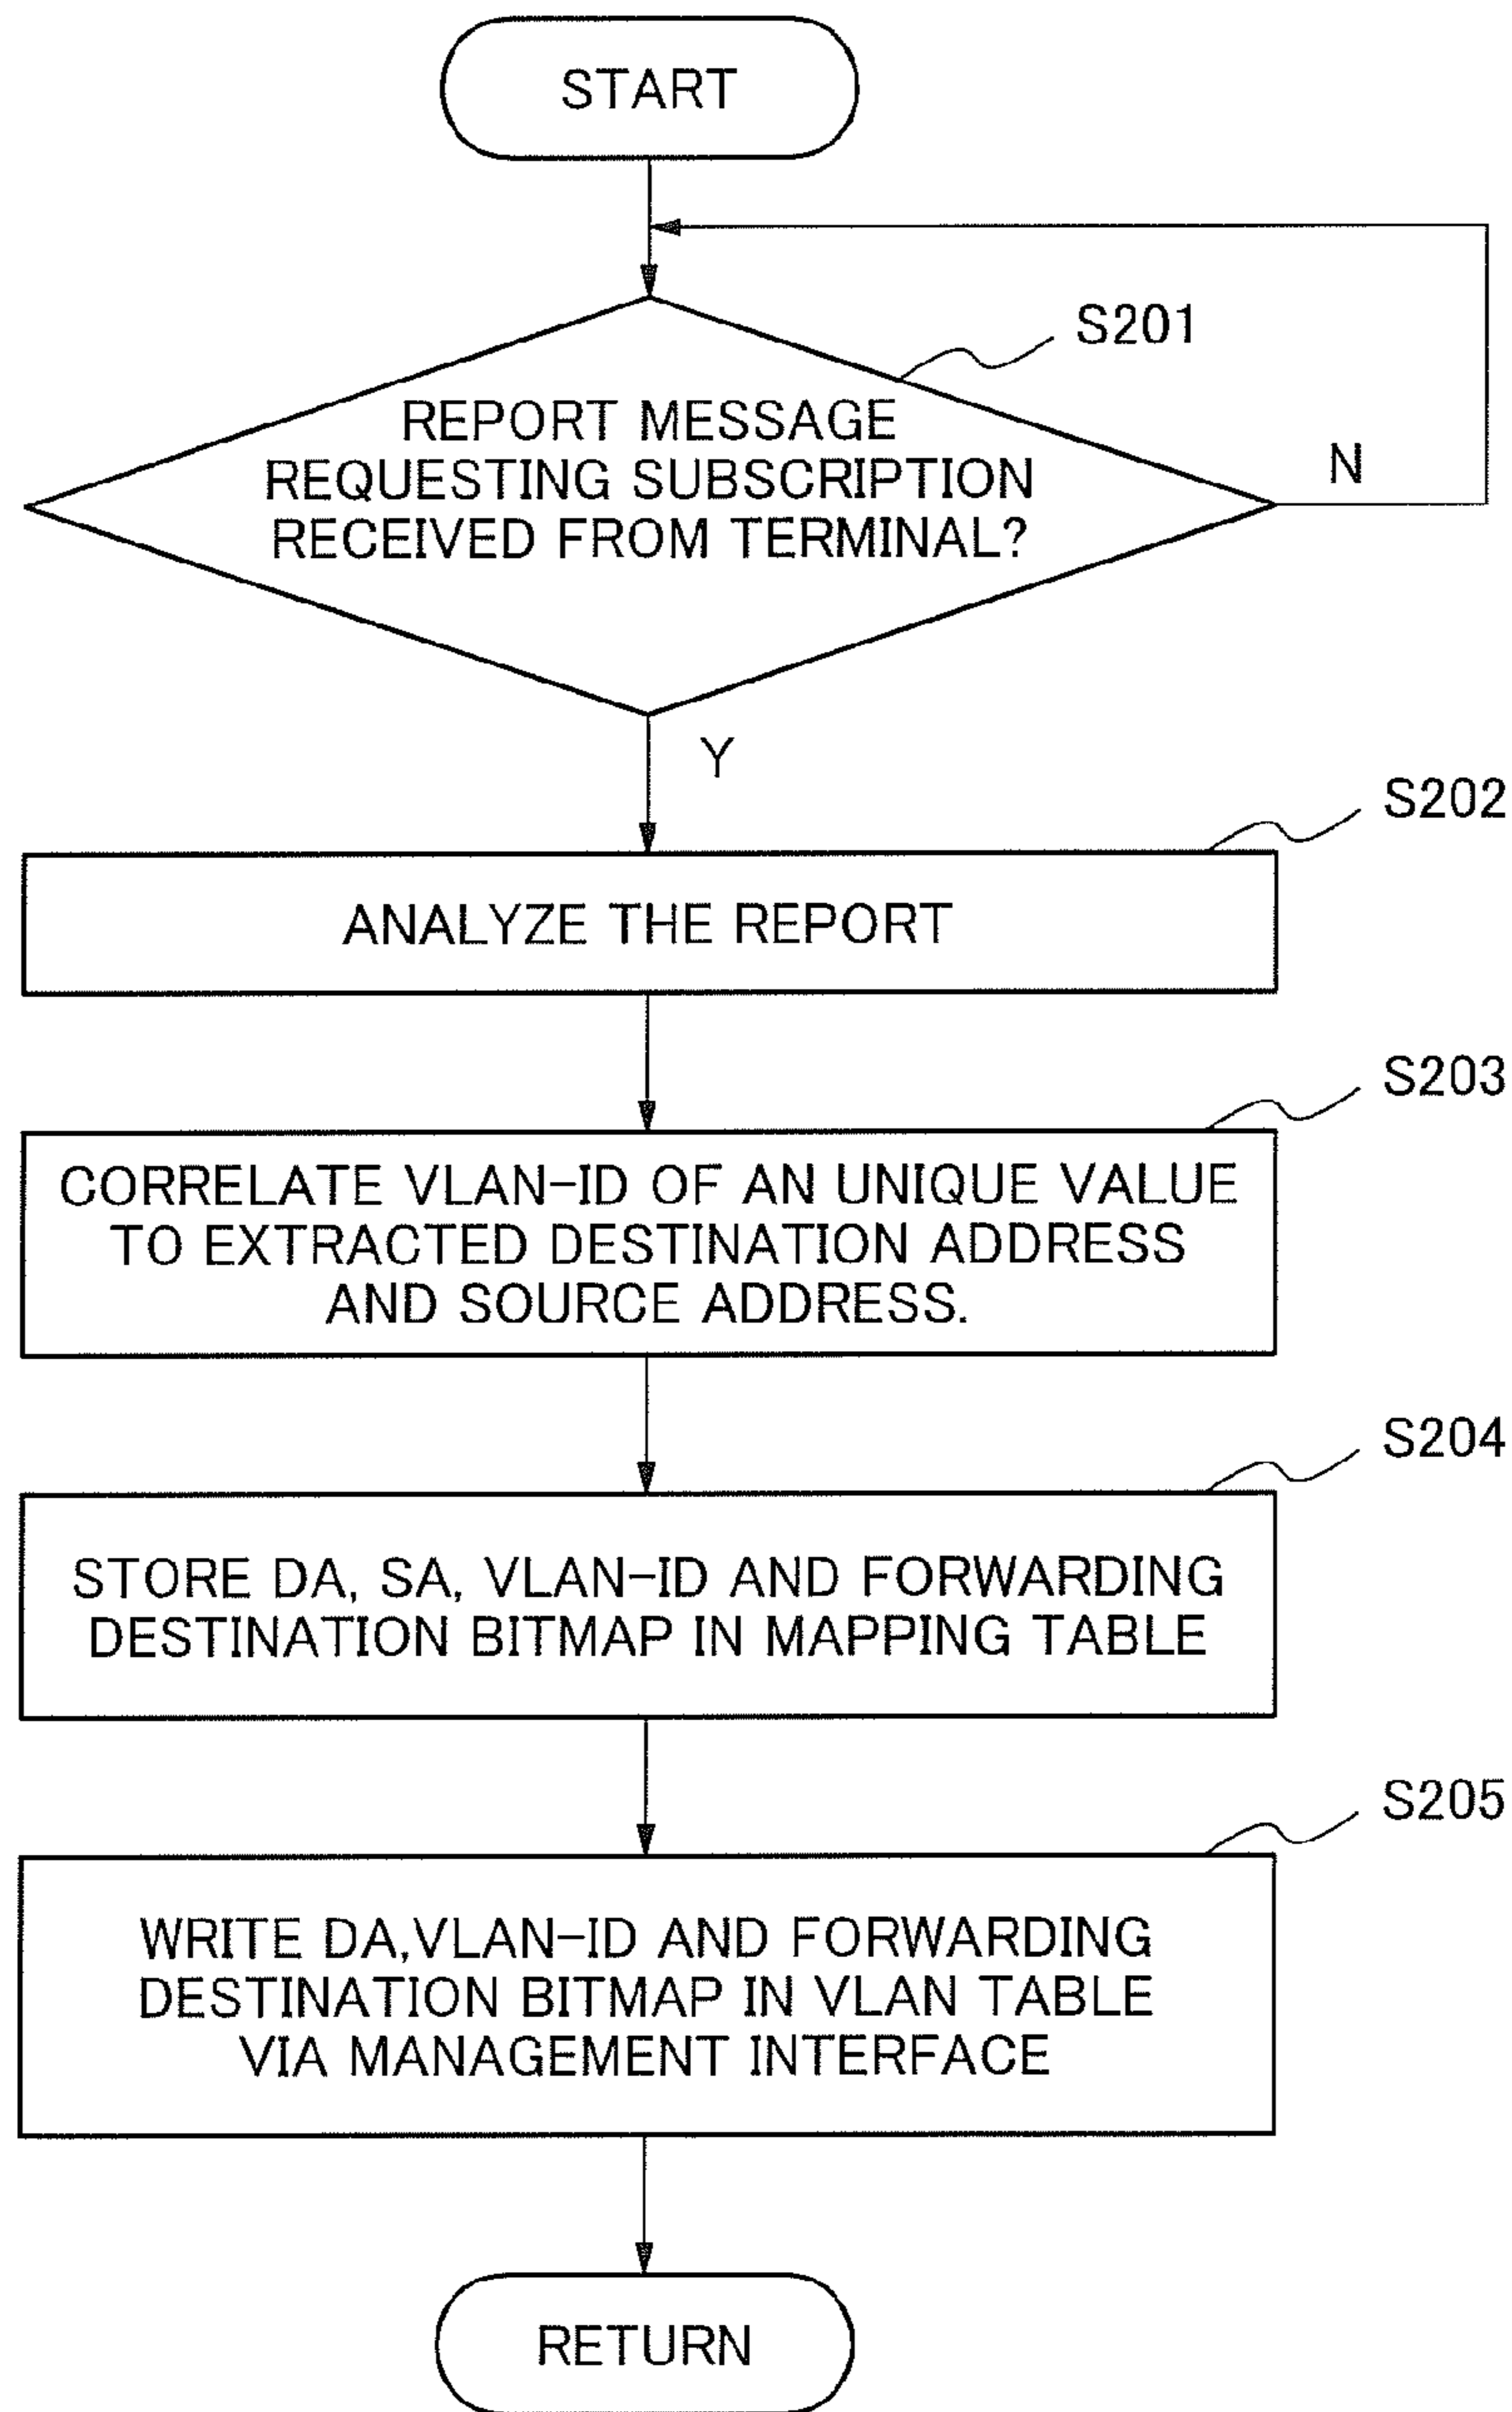 START
S201
REPORT MESSAGE
REQUESTING SUBSCRIPTION
RECEIVED FROM TERMINAL?
N
Y
S202
ANALYZE THE REPORT
S203
CORRELATE VLAN-ID OF AN UNIQUE VALUE
TO EXTRACTED DESTINATION ADDRESS
AND SOURCE ADDRESS.
S204
STORE DA, SA, VLAN-ID AND FORWARDING
DESTINATION BITMAP IN MAPPING TABLE
S205
WRITE DA,VLAN-ID AND FORWARDING
DESTINATION BITMAP IN VLAN TABLE
VIA MANAGEMENT INTERFACE
RETURN